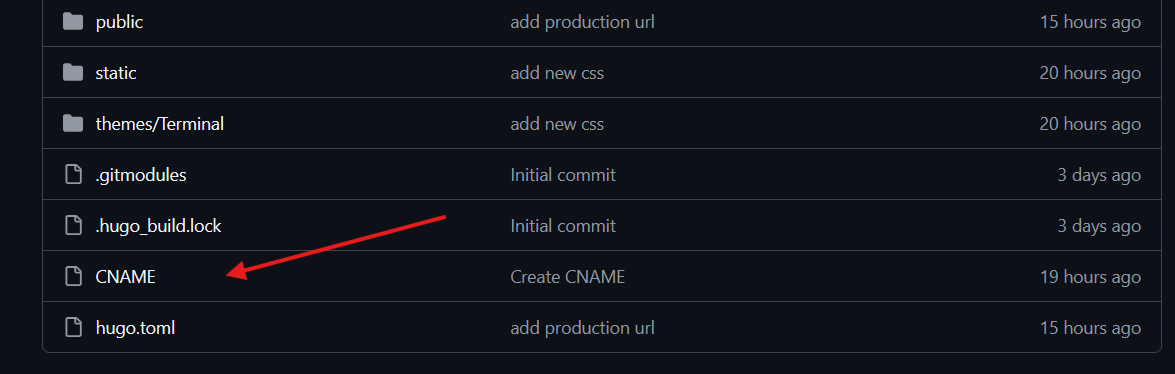 public add production url 15 hours ago
static add new css 20 hours ago
themes/Terminal add new css 20 hours ago
.gitmodules Initial commit 3 days ago
.hugo_build.lock Initial commit 3 days ago
CNAME Create CNAME 19 hours ago
hugo.toml add production url 15 hours ago